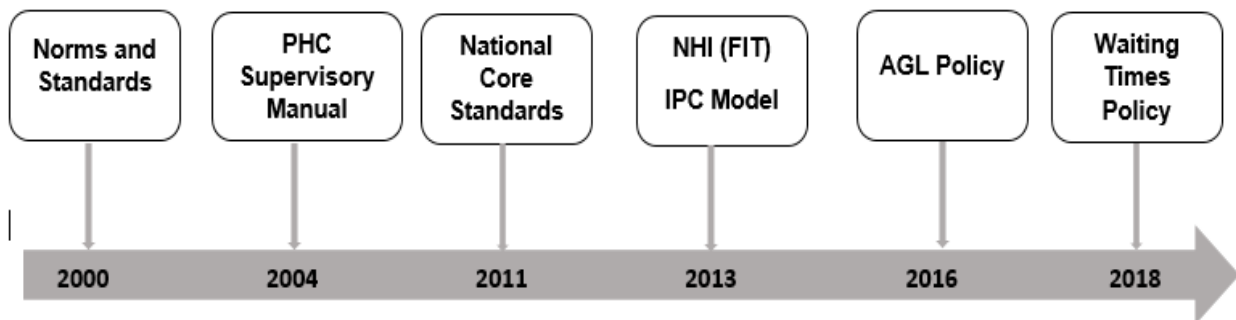 Norms and
Standards
PHC
Supervisory
Manual
National
Core
Standards
NHI (FIT)
IPC Model
AGL Policy
Waiting
Times
Policy
2000
2004
2011
2013
2016
2018